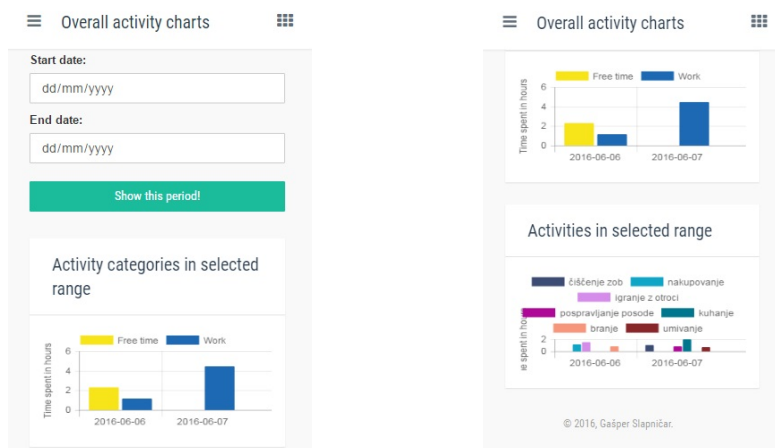 Overall activity charts
Start date:
dd/mm/yyyy
End date:
dd/mm/yyyy
Show this period!
Activity categories in selected
range
Free time Work
Time spent in hours
6
4
2
0
2016-06-06 2016-06-07
Overall activity charts
Free time Work
Time spent in hours
6
4
2
0
2016-06-06 2016-06-07
Activities in selected range
čiščenje zob nakupovanje
igranje z otroci
pospravljanje posode kuhanje
branje umivanje
e spent in hou
2
0
2016-06-06 2016-06-07
© 2016, Gašper Slapničar.